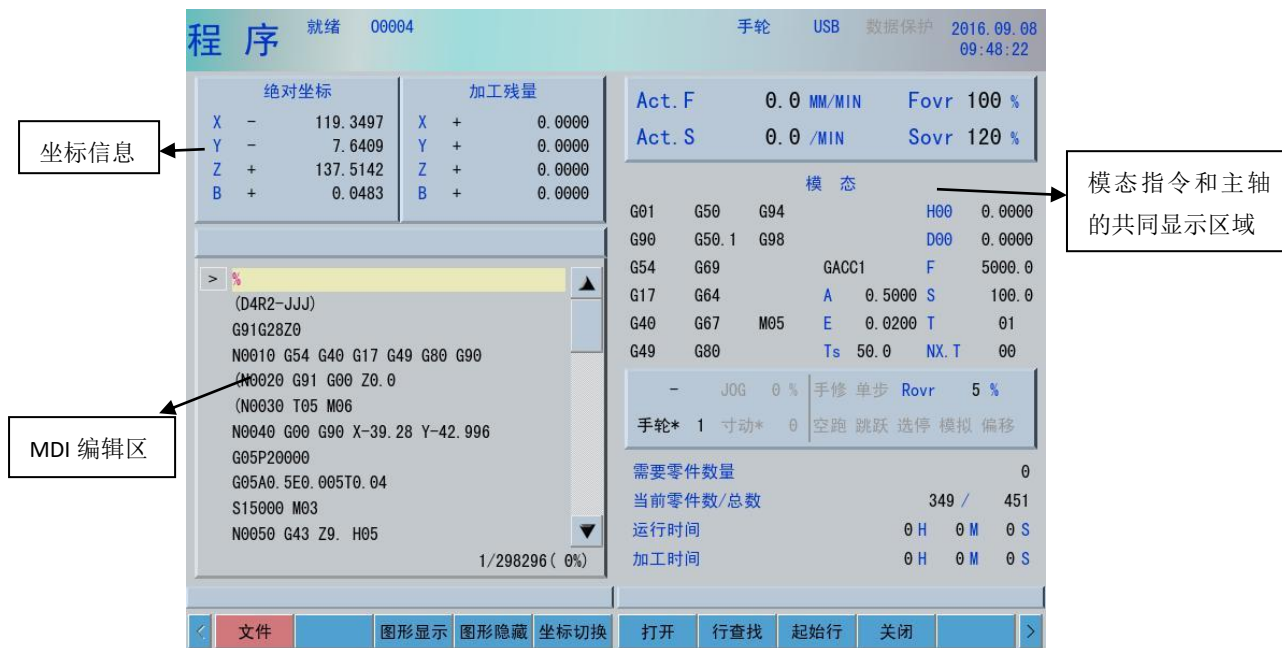 程 序 就绪 O0004 手轮 USB 数据保护 2016.09.08
09:48:22
绝对坐标
X - 119.3497
Y - 7.6409
Z + 137.5142
B + 0.0483
加工残量
X + 0.0000
Y + 0.0000
Z + 0.0000
B + 0.0000
坐标信息
Act.F 0.0 MM/MIN Fovr 100 %
Act.S 0.0 /MIN Sovr 120 %
模 态
模态指令和主轴
的共同显示区域
G01 G50 G94 H00 0.0000
G90 G50.1 G98 D00 0.0000
G54 G69 GACC1 F 5000.0
G17 G64 A 0.5000 S 100.0
G40 G67 M05 E 0.0200 T 01
G49 G80 Ts 50.0 NX.T 00
> %
(D4R2-JJJ)
G91G28Z0
N0010 G54 G40 G17 G49 G80 G90
(N0020 G91 G00 Z0.0
(N0030 T05 M06
N0040 G00 G90 X-39.28 Y-42.996
G05P20000
G05A0.5E0.005T0.04
S15000 M03
N0050 G43 Z9. H05
1/298296( 0%)
MDI 编辑区
- JOG 0 % 手修 单步 Rovr 5 %
手轮* 1 寸动* 0 空跑 跳跃 选停 模拟 偏移
需要零件数量 0
当前零件数/总数 349 / 451
运行时间 0 H 0 M 0 S
加工时间 0 H 0 M 0 S
< 文件 图形显示 图形隐藏 坐标切换 打开 行查找 起始行 关闭 >